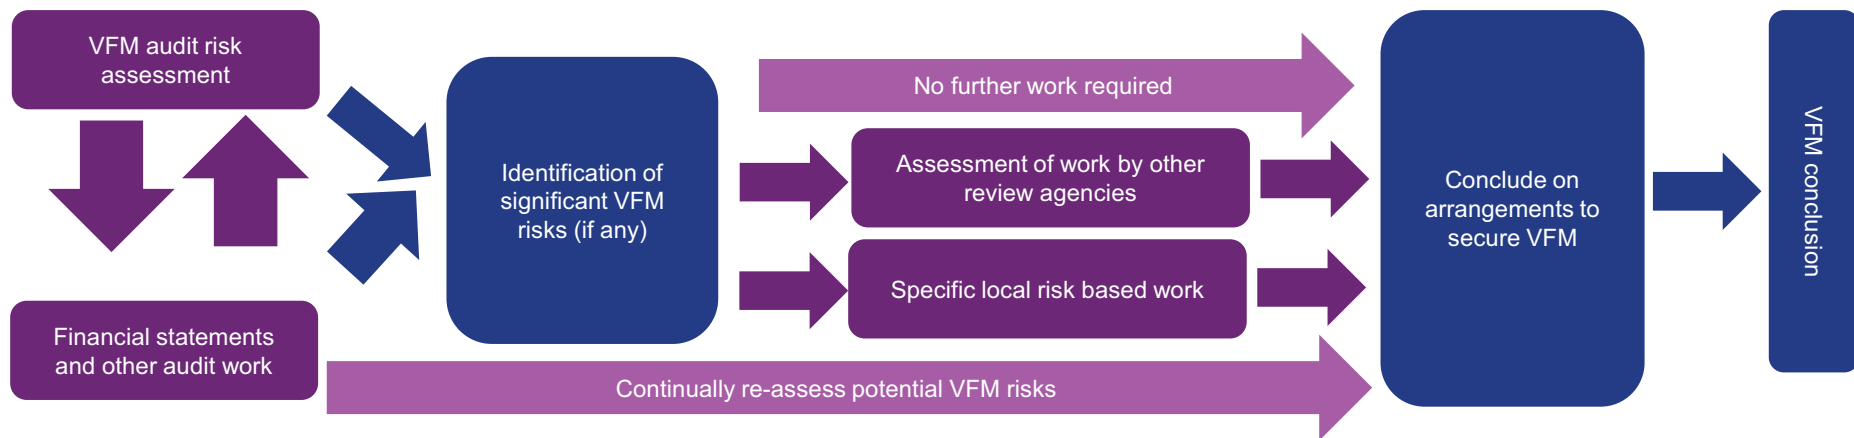 VFM audit risk
assessment
Financial statements
and other audit work
Identification of
significant VFM
risks (if any)
No further work required
Assessment of work by other
review agencies
Specific local risk based work
Continually re-assess potential VFM risks
Conclude on
arrangements to
secure VFM
VFM conclusion